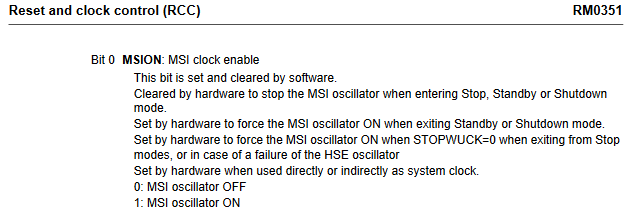 Reset and clock control (RCC) RM0351
Bit 0 MSION: MSI clock enable
This bit is set and cleared by software.
Cleared by hardware to stop the MSI oscillator when entering Stop, Standby or Shutdown
mode.
Set by hardware to force the MSI oscillator ON when exiting Standby or Shutdown mode.
Set by hardware to force the MSI oscillator ON when STOPWUCK=0 when exiting from Stop
modes, or in case of a failure of the HSE oscillator
Set by hardware when used directly or indirectly as system clock.
0: MSI oscillator OFF
1: MSI oscillator ON